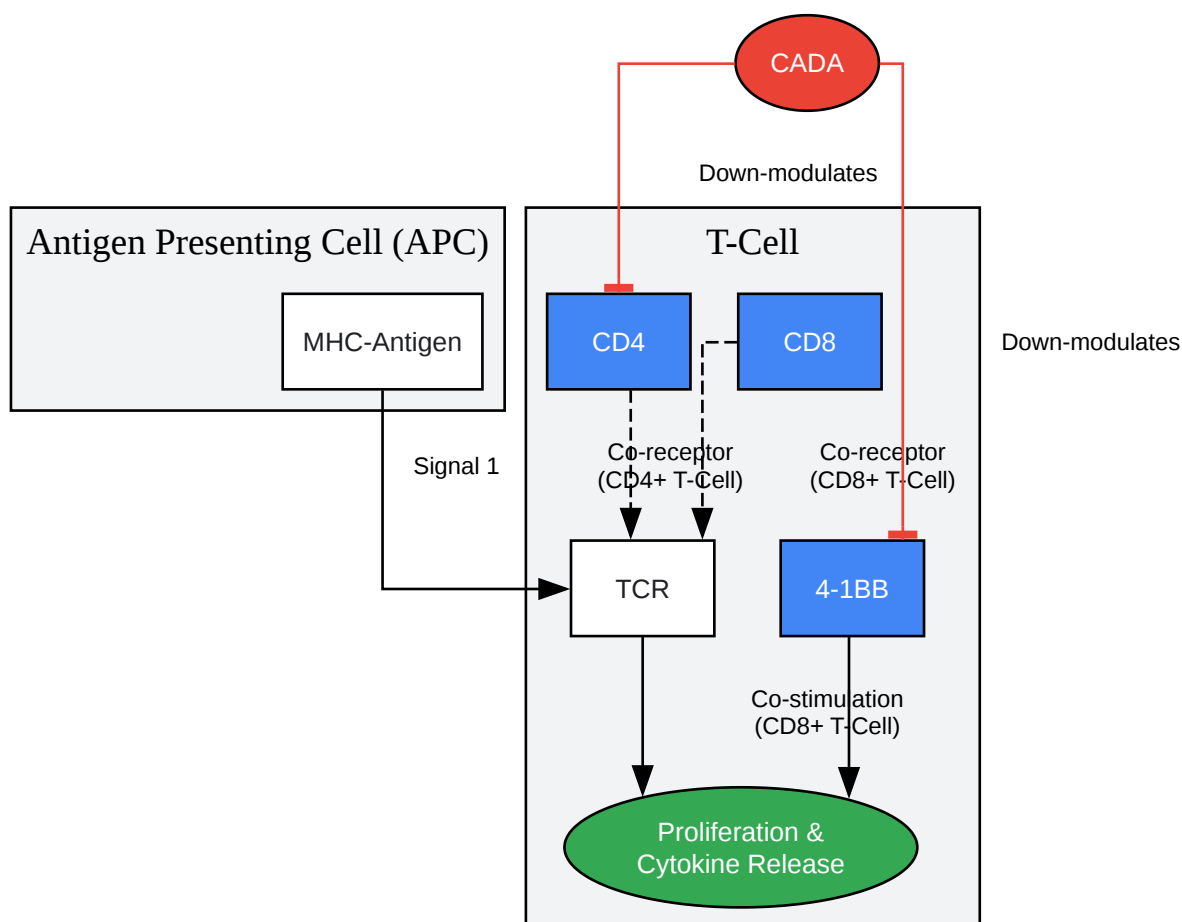 CADA
Down-modulates
Antigen Presenting Cell (APC)
T-Cell
MHC-Antigen
CD4
CD8
Down-modulates
Signal 1
Co-receptor
(CD4+ T-Cell)
Co-receptor
(CD8+ T-Cell)
TCR
4-1BB
Co-stimulation
(CD8+ T-Cell)
Proliferation &
Cytokine Release